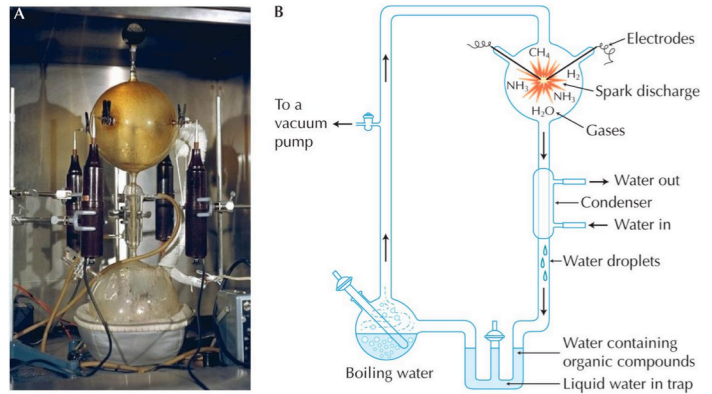 A
B
Electrodes
CH4
H2
NH3
NH3
H2O
Spark discharge
Gases
To a
vacuum
pump
Water out
Condenser
Water in
Water droplets
Boiling water
Water containing
organic compounds
Liquid water in trap